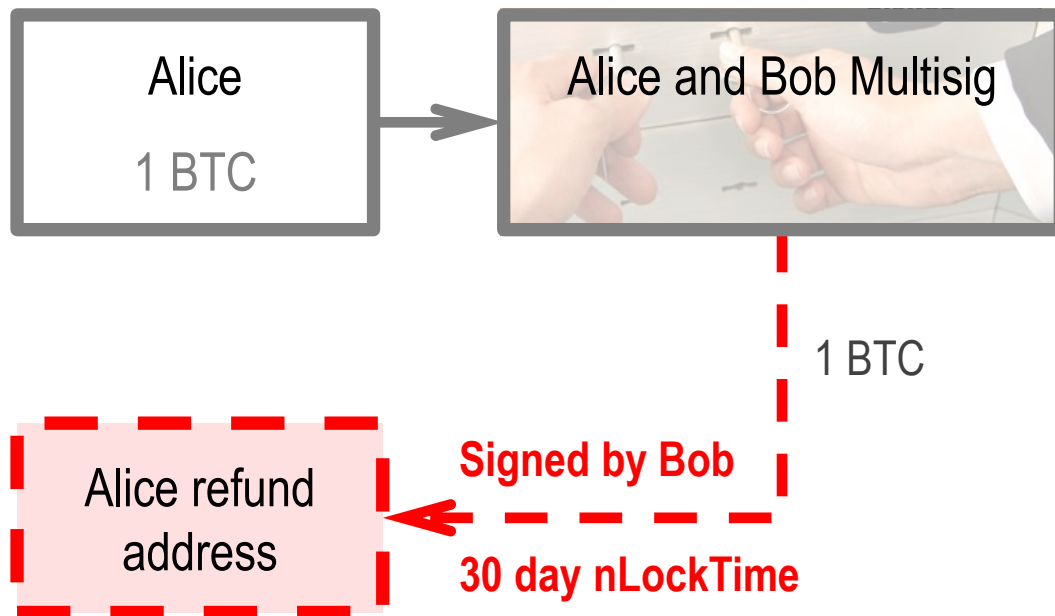 Alice
1 BTC
Alice and Bob Multisig
1 BTC
Signed by Bob
30 day nLockTime
Alice refund
address